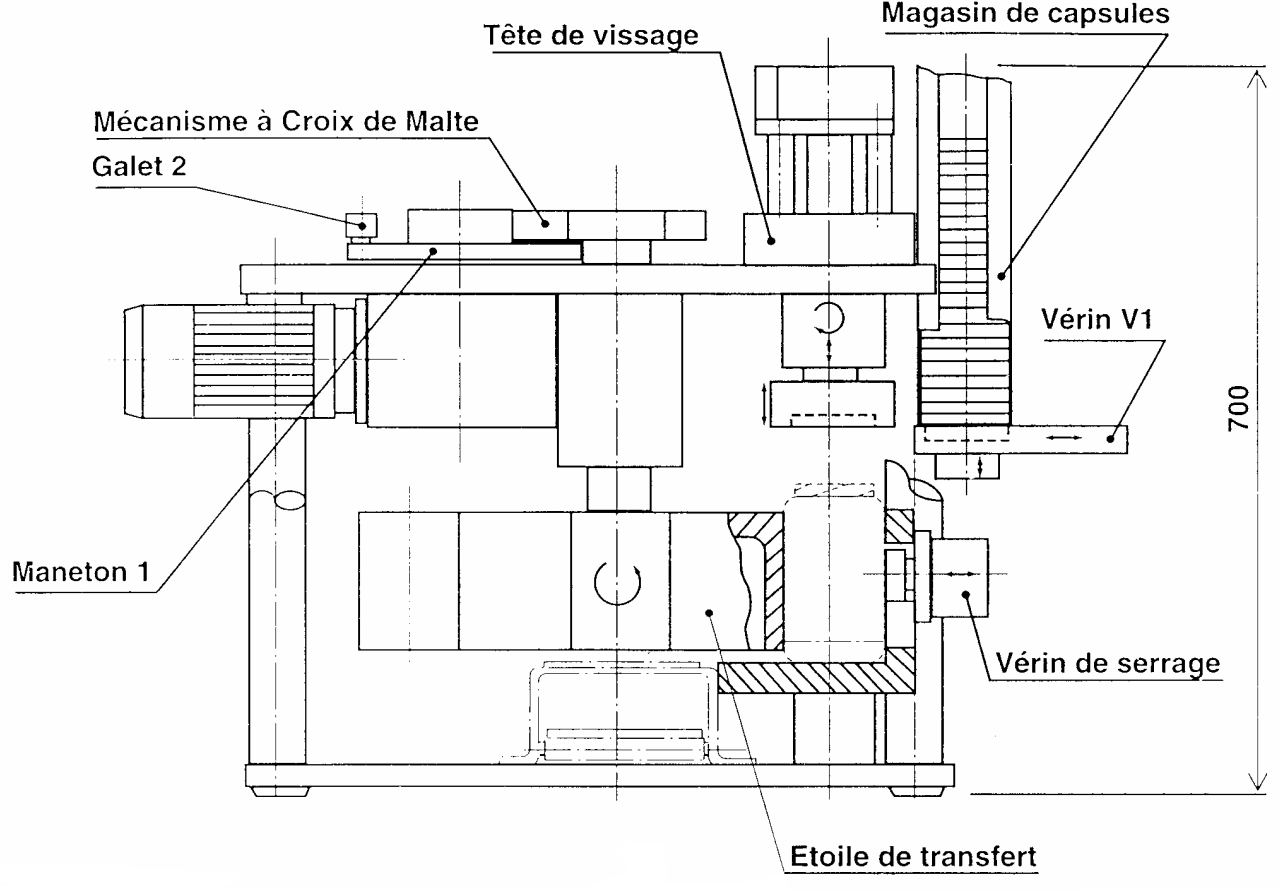 Magasin de capsules
Tête de vissage
Mécanisme à Croix de Malte
Galet 2
Vérin V1
700
Maneton 1
Vérin de serrage
Etoile de transfert